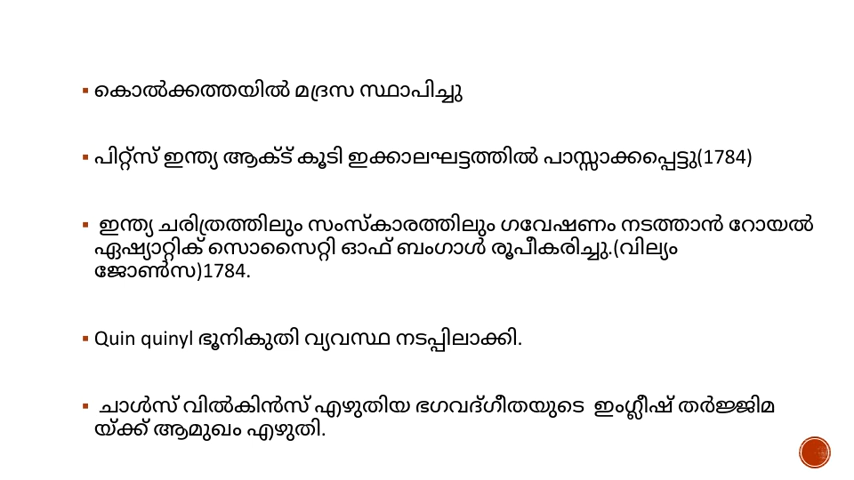 കൊൽക്കത്തയിൽ മദ്രസ സ്ഥാപിച്ചു
പിറ്റ്സ് ഇന്ത്യ ആക്ട് കൂടി ഇക്കാലഘട്ടത്തിൽ പാസ്സാക്കപ്പെട്ടു(1784)
ഇന്ത്യ ചരിത്രത്തിലും സംസ്കാരത്തിലും ഗവേഷണം നടത്താൻ റോയൽ
ഏഷ്യാറ്റിക് സൊസൈറ്റി ഓഫ് ബംഗാൾ രൂപീകരിച്ചു.(വില്യം
ജോൺസ)1784.
Quin quinyl ഭൂനികുതി വ്യവസ്ഥ നടപ്പിലാക്കി.
ചാൾസ് വിൽകിൻസ് എഴുതിയ ഭഗവദ്ഗീതയുടെ ഇംഗ്ലീഷ് തർജ്ജിമ
യ്ക്ക് ആമുഖം എഴുതി.